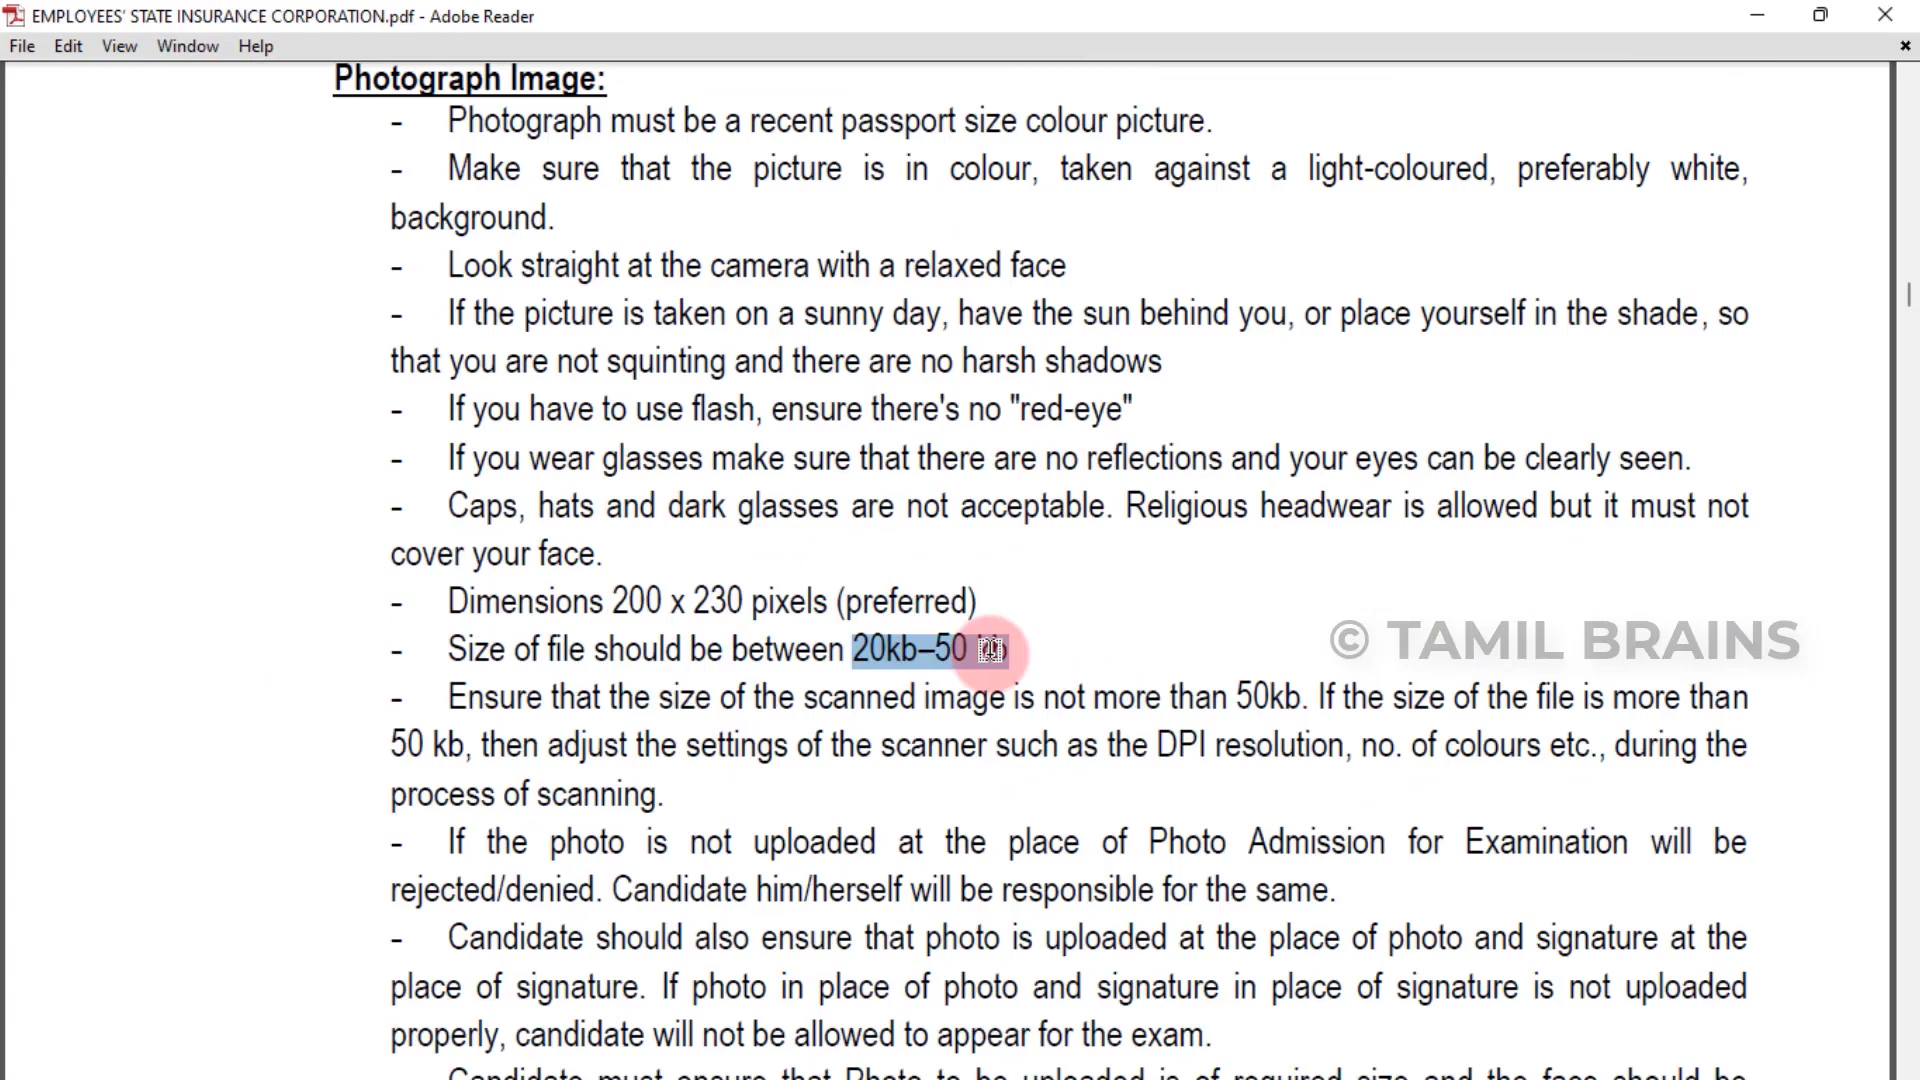 EMPLOYEES' STATE INSURANCE CORPORATION.pdf - Adobe Reader
File Edit View Window Help
Photograph Image:
- Photograph must be a recent passport size colour picture.
- Make sure that the picture is in colour, taken against a light-coloured, preferably white,
background.
- Look straight at the camera with a relaxed face
- If the picture is taken on a sunny day, have the sun behind you, or place yourself in the shade, so
that you are not squinting and there are no harsh shadows
- If you have to use flash, ensure there's no "red-eye"
- If you wear glasses make sure that there are no reflections and your eyes can be clearly seen.
- Caps, hats and dark glasses are not acceptable. Religious headwear is allowed but it must not
cover your face.
- Dimensions 200 x 230 pixels (preferred)
- Size of file should be between 20kb–50
© TAMIL BRAINS
- Ensure that the size of the scanned image is not more than 50kb. If the size of the file is more than
50 kb, then adjust the settings of the scanner such as the DPI resolution, no. of colours etc., during the
process of scanning.
- If the photo is not uploaded at the place of Photo Admission for Examination will be
rejected/denied. Candidate him/herself will be responsible for the same.
- Candidate should also ensure that photo is uploaded at the place of photo and signature at the
place of signature. If photo in place of photo and signature in place of signature is not uploaded
properly, candidate will not be allowed to appear for the exam.